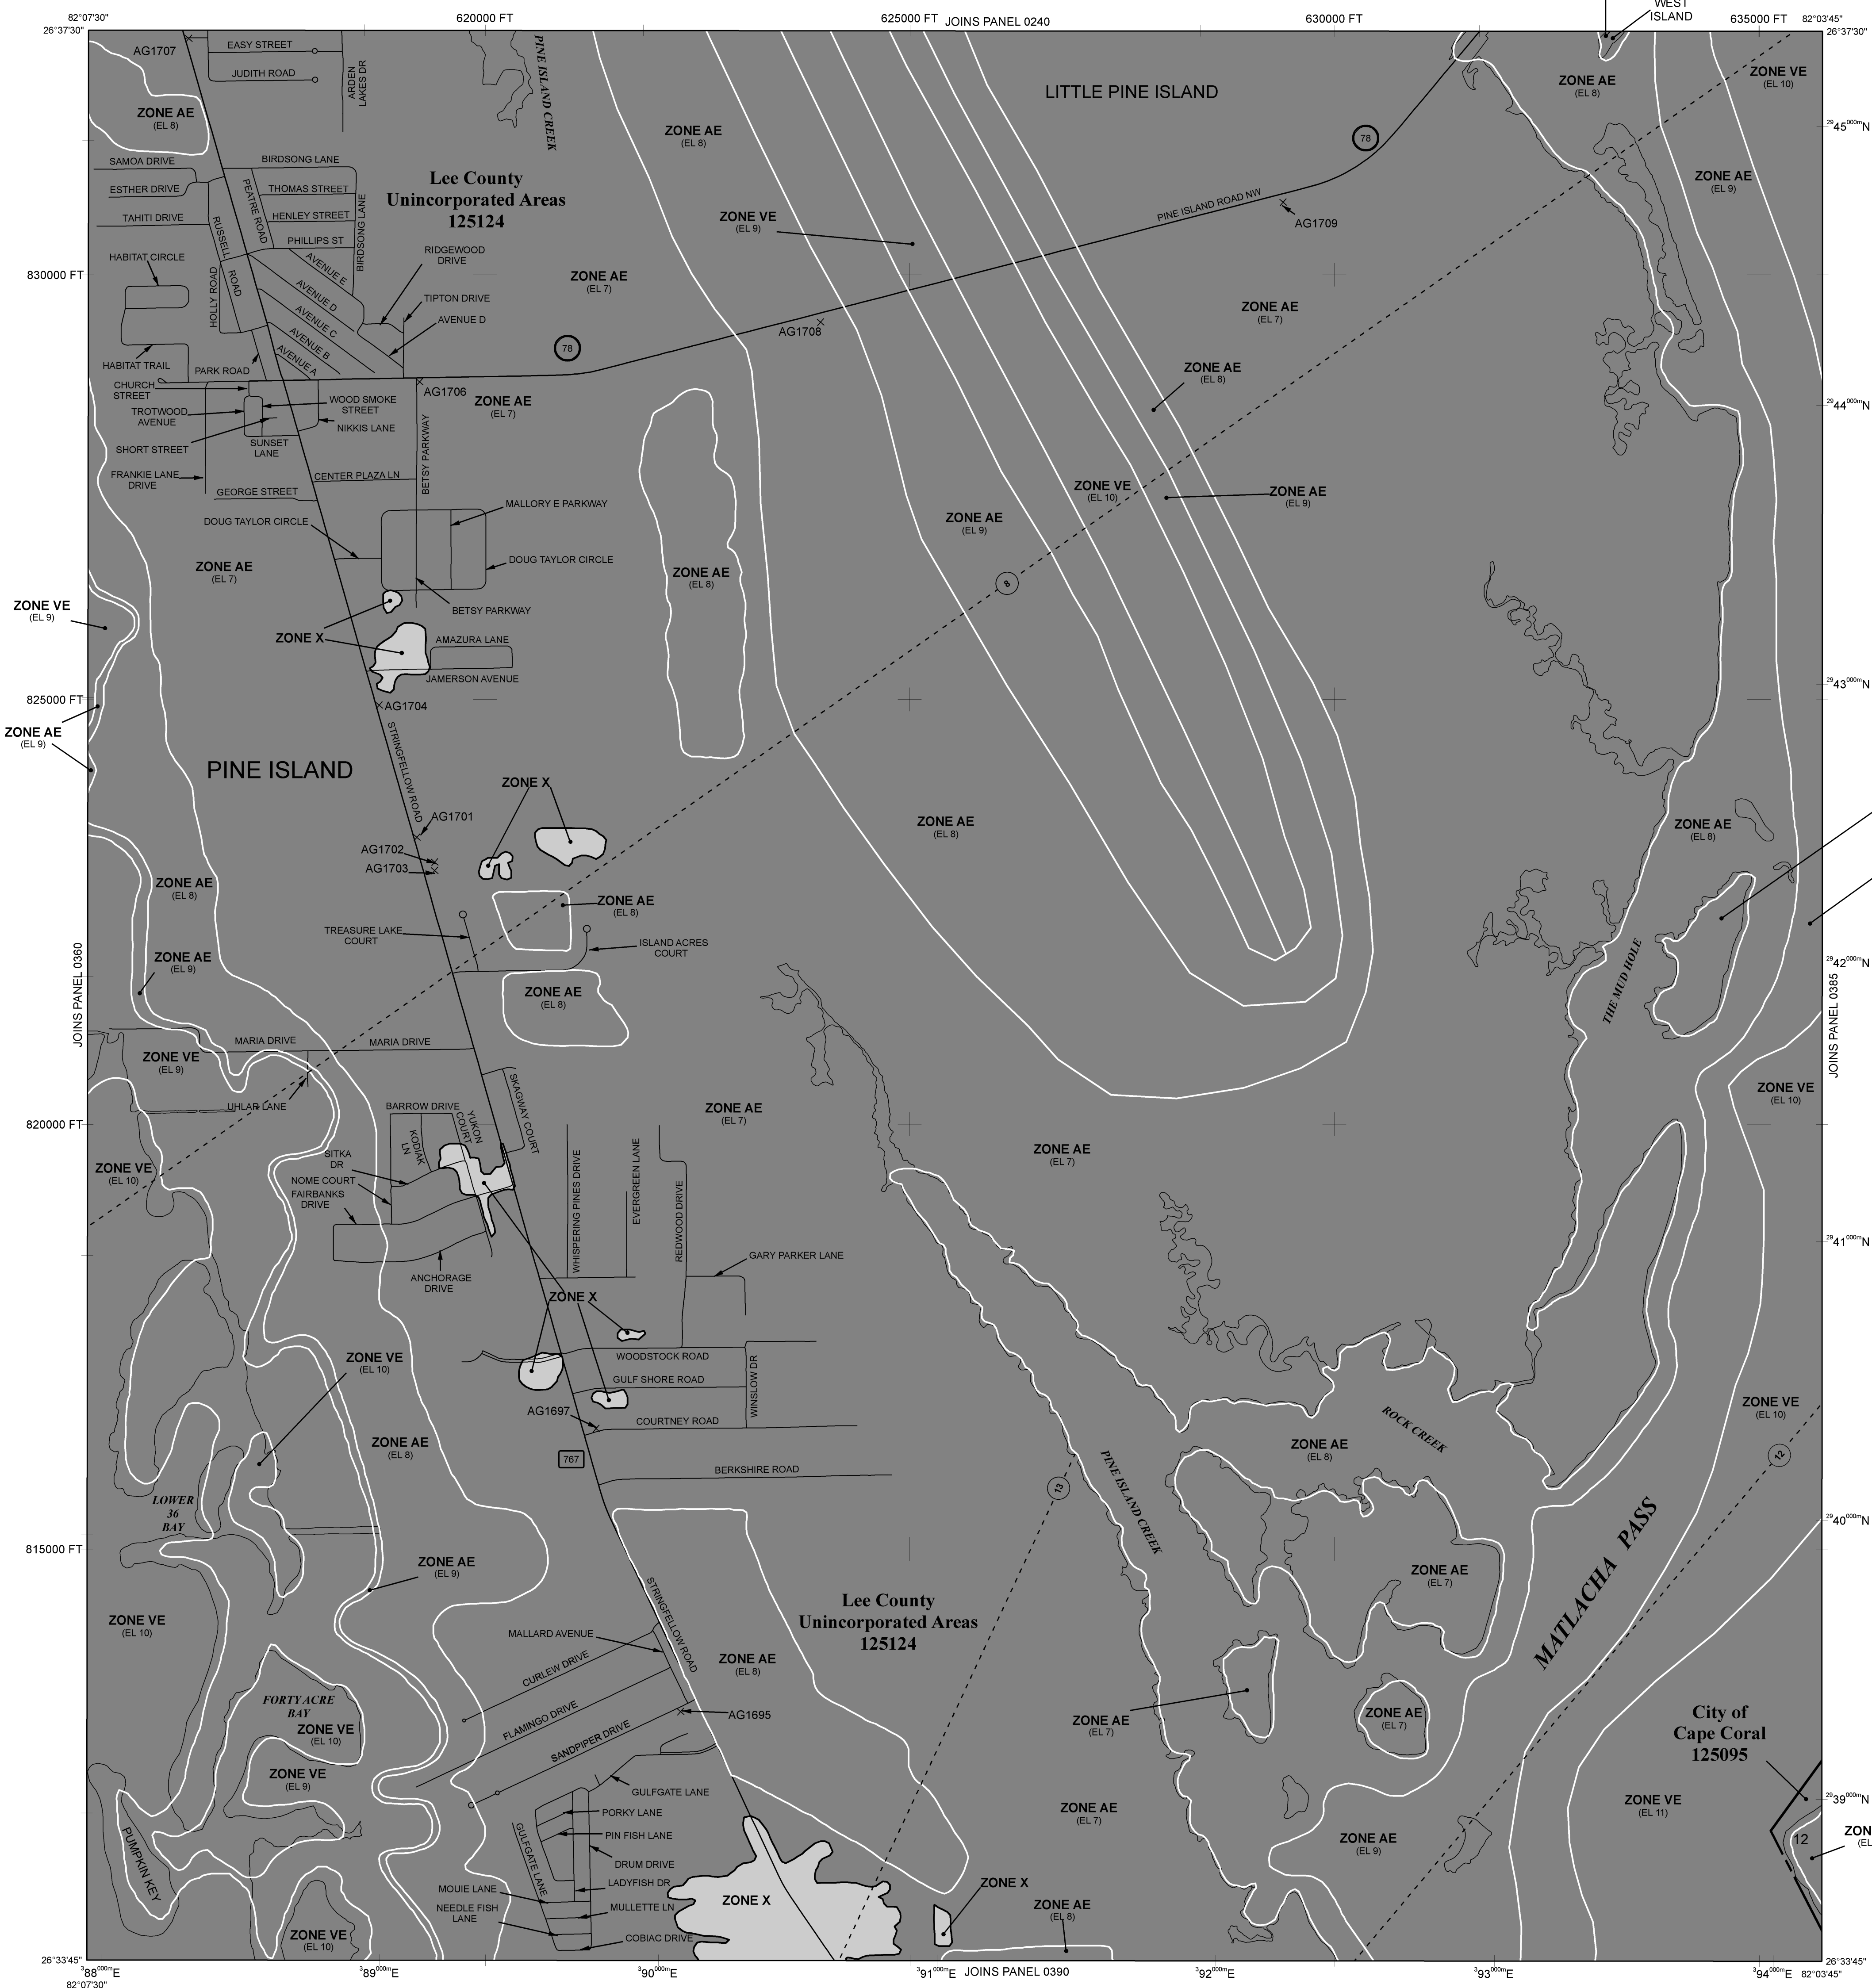 82°07'30"
620000 FT
625000 FT
JOINS PANEL 0240
630000 FT
WEST
ISLAND
635000 FT
82°03'45"
26°37'30"
26°37'30"
AG1707
EASY STREET
JUDITH ROAD
ARDEN
LAKES DR
PINE ISLAND CREEK
LITTLE PINE ISLAND
ZONE AE
(EL 8)
ZONE VE
(EL 10)
ZONE AE
(EL 8)
ZONE AE
(EL 8)
78
2945000mN
SAMOA DRIVE
BIRDSONG LANE
ESTHER DRIVE
THOMAS STREET
TAHITI DRIVE
HENLEY STREET
PHILLIPS ST
PEATRE ROAD
RUSSELL
ROAD
BIRDSONG LANE
Lee County
Unincorporated Areas
125124
ZONE AE
(EL 9)
PINE ISLAND ROAD NW
AG1709
ZONE VE
(EL 9)
HABITAT CIRCLE
HOLLY ROAD
AVENUE E
AVENUE D
AVENUE C
AVENUE B
AVENUE A
RIDGEWOOD
DRIVE
TIPTON DRIVE
AVENUE D
830000 FT
ZONE AE
(EL 7)
ZONE AE
(EL 7)
AG1708
78
HABITAT TRAIL
PARK ROAD
CHURCH
STREET
TROTWOOD
AVENUE
WOOD SMOKE
STREET
NIKKIS LANE
AG1706
ZONE AE
(EL 7)
ZONE AE
(EL 8)
2944000mN
SHORT STREET
SUNSET
LANE
BETSY PARKWAY
FRANKIE LANE
DRIVE
CENTER PLAZA LN
GEORGE STREET
MALLORY E PARKWAY
DOUG TAYLOR CIRCLE
ZONE VE
(EL 10)
ZONE AE
(EL 9)
ZONE AE
(EL 9)
DOUG TAYLOR CIRCLE
ZONE AE
(EL 7)
ZONE AE
(EL 8)
8
ZONE VE
(EL 9)
BETSY PARKWAY
ZONE X
AMAZURA LANE
JAMERSON AVENUE
2943000mN
825000 FT
AG1704
ZONE AE
(EL 9)
STRINGFELLOW ROAD
PINE ISLAND
ZONE X
AG1701
AG1702
AG1703
ZONE AE
(EL 8)
ZONE AE
(EL 8)
ZONE AE
(EL 8)
ZONE AE
(EL 8)
TREASURE LAKE
COURT
ISLAND ACRES
COURT
JOINS PANEL 0360
ZONE AE
(EL 9)
ZONE AE
(EL 8)
THE MUD HOLE
2942000mN
JOINS PANEL 0385
MARIA DRIVE
MARIA DRIVE
ZONE VE
(EL 9)
UHLAR LANE
BARROW DRIVE
YUKON
COURT
SKAGWAY COURT
KODIAK
LN
ZONE AE
(EL 7)
ZONE VE
(EL 10)
820000 FT
SITKA
DR
NOME COURT
FAIRBANKS
DRIVE
ZONE VE
(EL 10)
ZONE AE
(EL 7)
WHISPERING PINES DRIVE
EVERGREEN LANE
REDWOOD DRIVE
GARY PARKER LANE
2941000mN
ANCHORAGE
DRIVE
ZONE X
WOODSTOCK ROAD
GULF SHORE ROAD
WINSLOW DR
ZONE VE
(EL 10)
AG1697
COURTNEY ROAD
767
BERKSHIRE ROAD
ZONE AE
(EL 8)
ZONE AE
(EL 8)
ROCK CREEK
ZONE VE
(EL 10)
12
13
PINE ISLAND CREEK
LOWER
36
BAY
2940000mN
815000 FT
ZONE AE
(EL 9)
ZONE AE
(EL 7)
MATLACHA PASS
ZONE VE
(EL 10)
STRINGFELLOW ROAD
Lee County
Unincorporated Areas
125124
MALLARD AVENUE
CURLEW DRIVE
FLAMINGO DRIVE
SANDPIPER DRIVE
ZONE AE
(EL 8)
AG1695
ZONE AE
(EL 7)
ZONE AE
(EL 7)
City of
Cape Coral
125095
FORTY ACRE
BAY
ZONE VE
(EL 10)
ZONE VE
(EL 9)
GULFGATE LANE
PORKY LANE
PIN FISH LANE
GULFGATE LANE
DRUM DRIVE
LADYFISH DR
MOUIE LANE
NEEDLE FISH
LANE
MULLETTE LN
COBIAC DRIVE
PUMPKIN KEY
ZONE VE
(EL 10)
ZONE X
ZONE X
ZONE AE
(EL 8)
ZONE AE
(EL 7)
ZONE AE
(EL 9)
ZONE VE
(EL 11)
2939000mN
12
ZON
(EL
26°33'45"
26°33'45"
388000mE
389000mE
390000mE
391000mE
JOINS PANEL 0390
392000mE
393000mE
394000mE
82°03'45"
82°07'30"